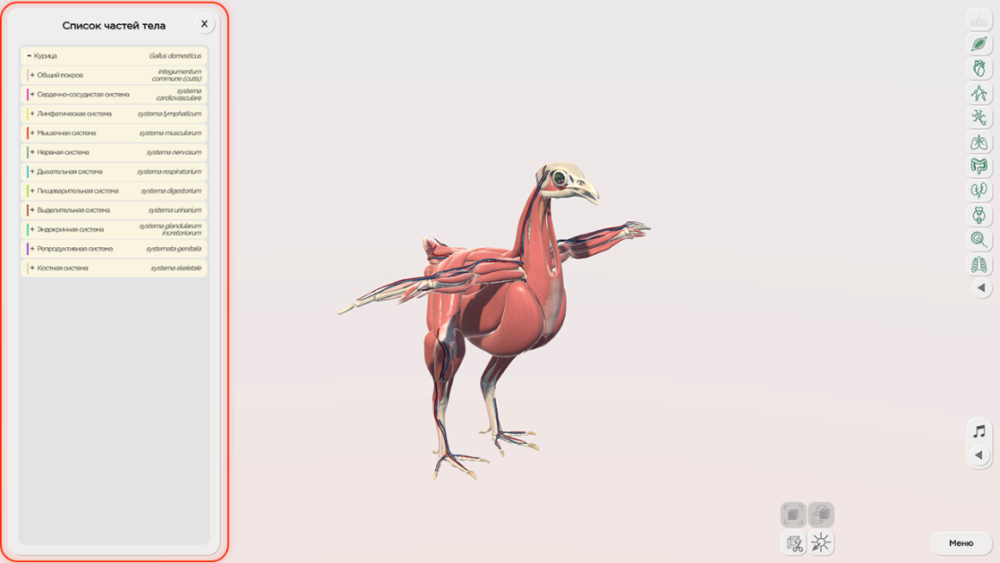 Список частей тела
X
- Курица Gallus domesticus
+ Общий покров integumentum
commune (cutis)
+ Сердечно-сосудистая система systema
cardiovasculare
+ Лимфатическая система systema lymphaticum
+ Мышечная система systema musculorum
+ Нервная система systema nervosum
+ Дыхательная система systema respiratorium
+ Пищеварительная система systema digestorium
+ Выделительная система systema urinarium
+ Эндокринная система systema glandularum
incretoriorum
+ Репродуктивная система systemata genitalia
+ Костная система systema skeletale
Меню